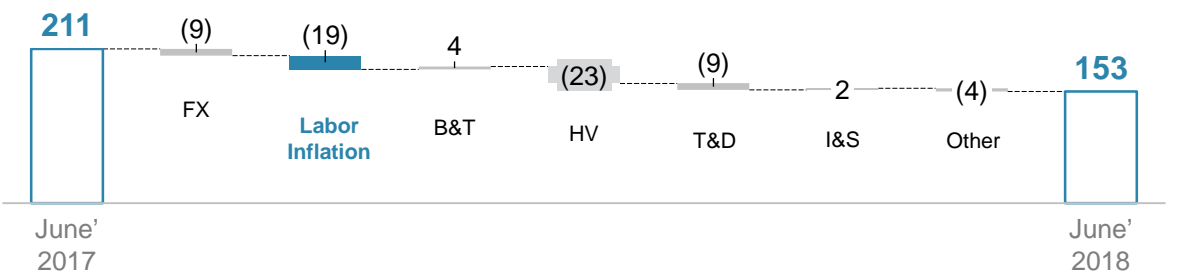 211
(9)
(19)
4
(23)
(9)
2
(4)
153
FX
Labor
Inflation
B&T
HV
T&D
I&S
Other
June’
2017
June’
2018